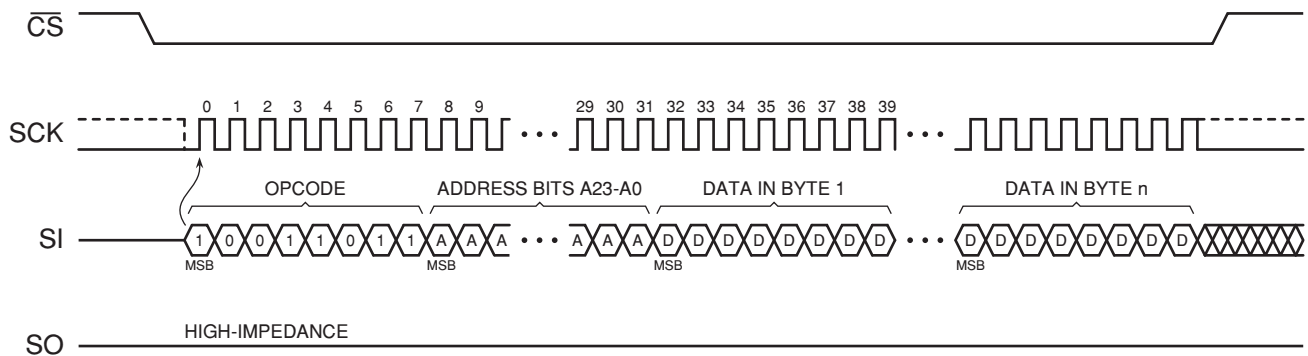 CS
0 1 2 3 4 5 6 7 8 9 29 30 31 32 33 34 35 36 37 38 39
SCK
OPCODE ADDRESS BITS A23-A0 DATA IN BYTE 1 DATA IN BYTE n
SI 1 0 0 1 1 0 1 1 A A A A A A D D D D D D D D D D D D D D D D
MSB MSB MSB MSB
HIGH-IMPEDANCE
SO